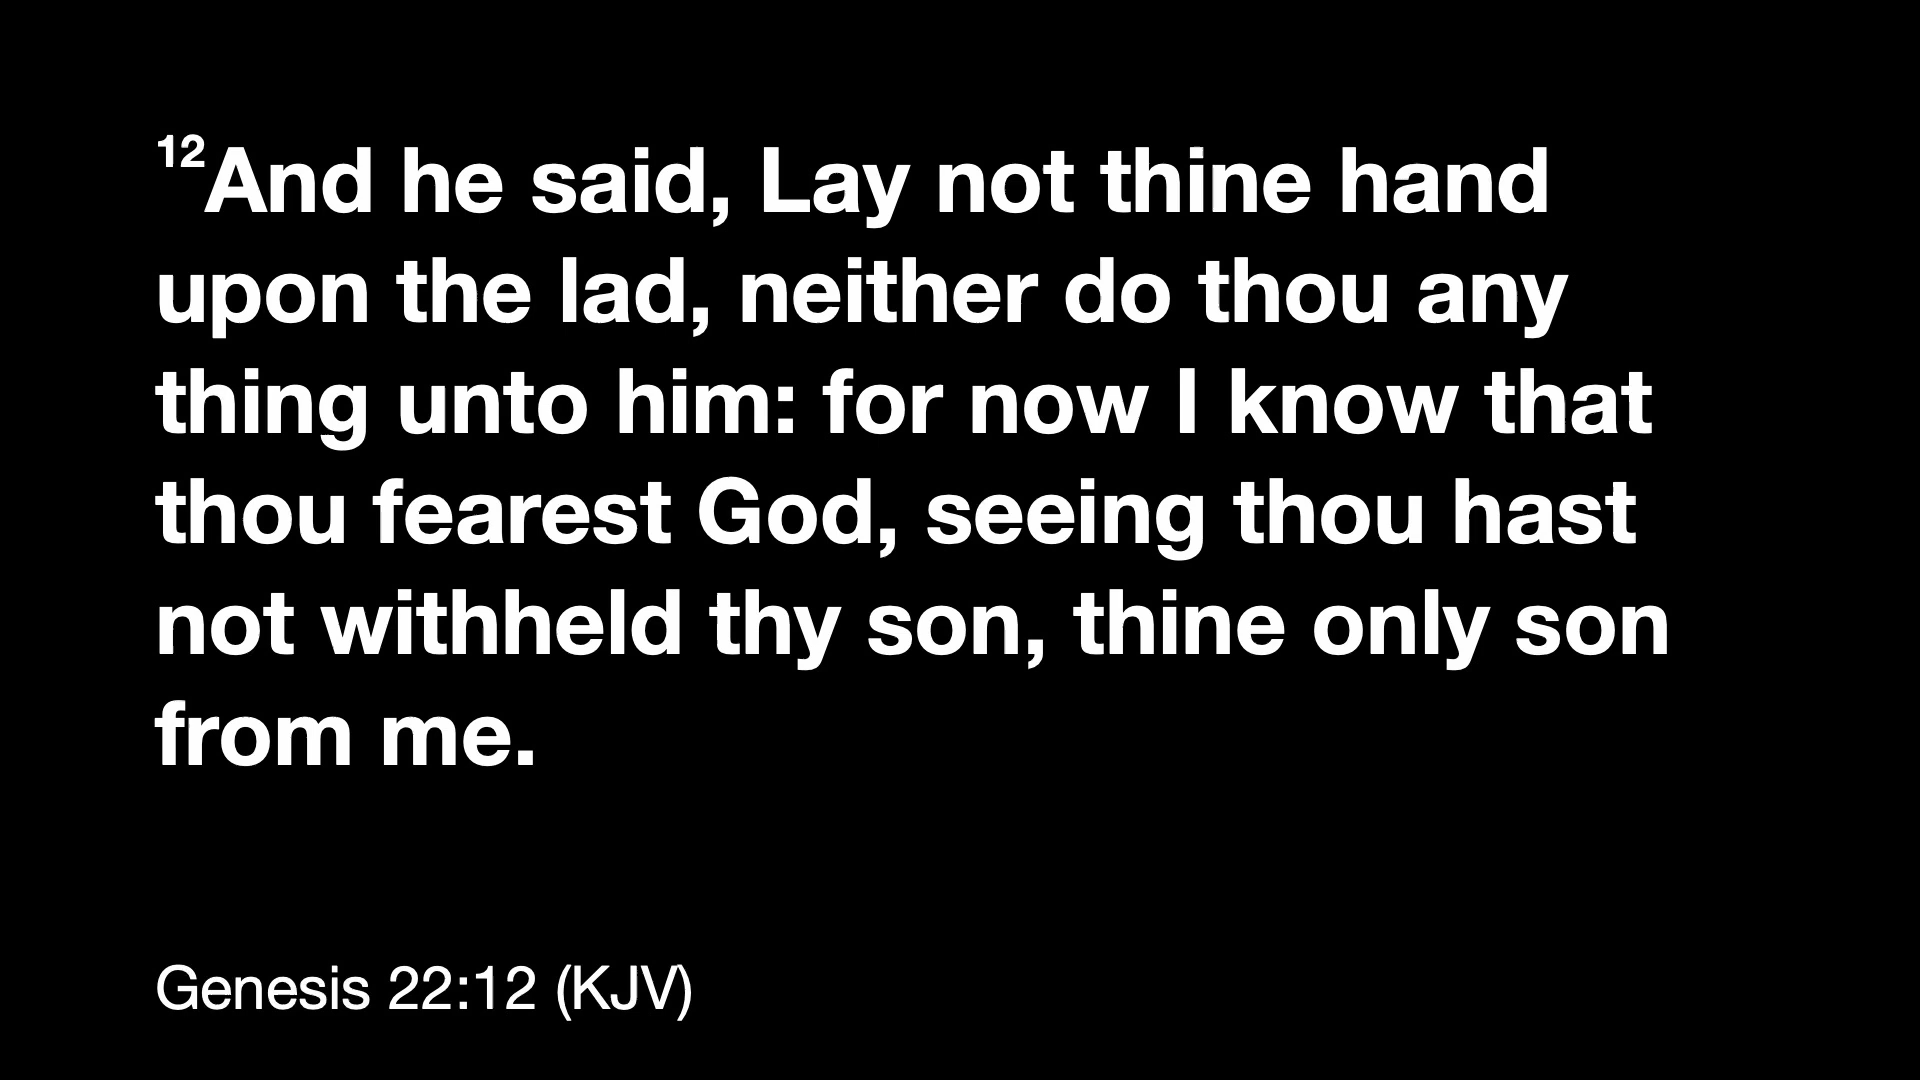 12And he said, Lay not thine hand
upon the lad, neither do thou any
thing unto him: for now I know that
thou fearest God, seeing thou hast
not withheld thy son, thine only son
from me.
Genesis 22:12 (KJV)